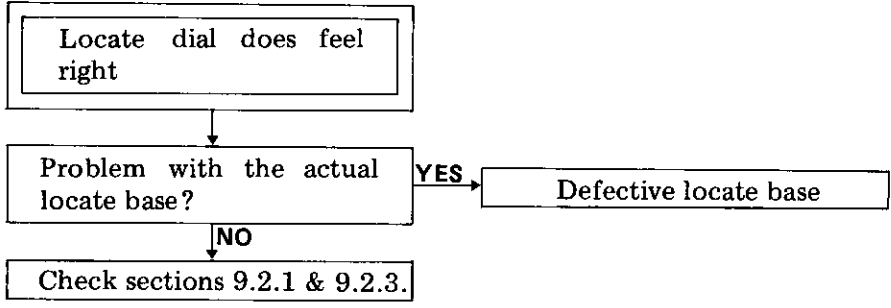 Locate dial does feel
right
Problem with the actual
locate base?
YES
Defective locate base
NO
Check sections 9.2.1 & 9.2.3.